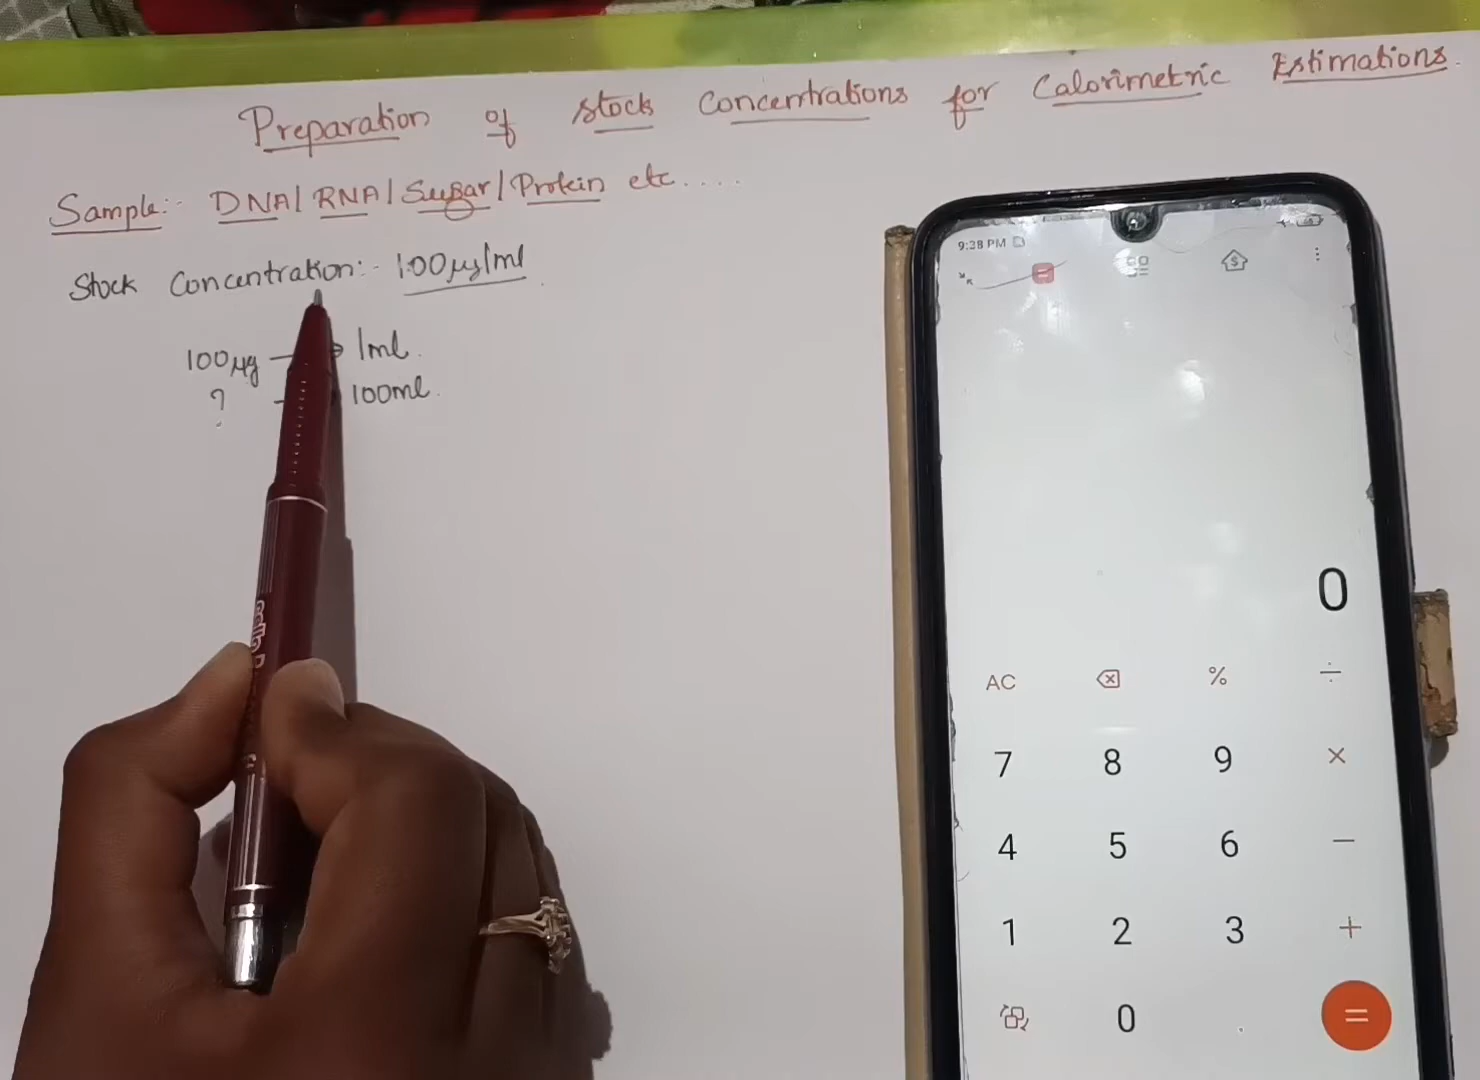 Preparation of stock Concentrations for Calorimetric Estimations.
Sample:- DNA/ RNA/ Sugar/ Protein etc.....
Stock Concentration:- 100µg/ml.
100µg → 1ml.
? → 100ml.
9:28 PM
0
AC % ÷
7 8 9 ×
4 5 6 −
1 2 3 +
0 . =